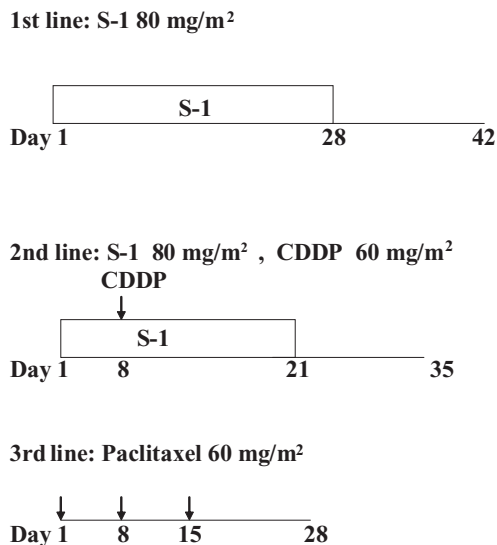 1st line: S-1 80 mg/m²
S-1
Day 1 28 42
2nd line: S-1 80 mg/m² , CDDP 60 mg/m²
CDDP
S-1
Day 1 8 21 35
3rd line: Paclitaxel 60 mg/m²
Day 1 8 15 28